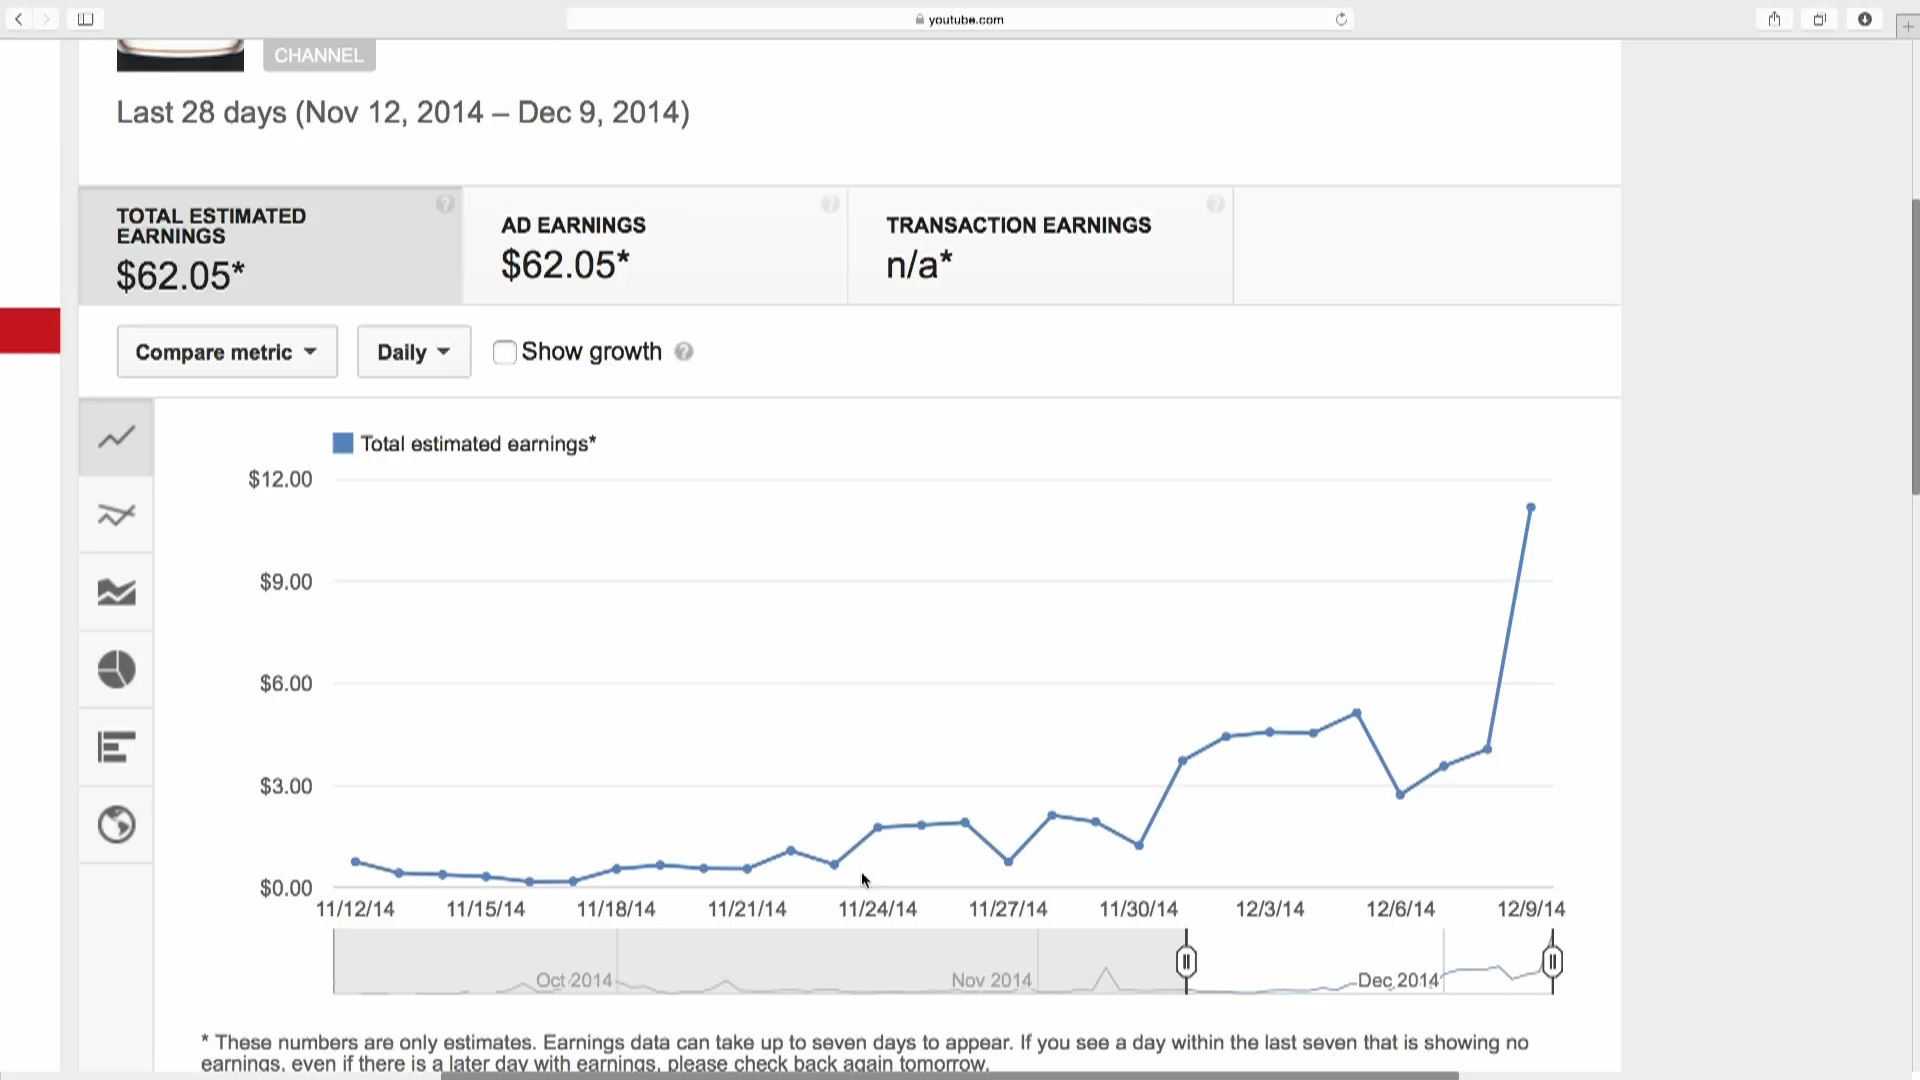 youtube.com
CHANNEL
Last 28 days (Nov 12, 2014 – Dec 9, 2014)
TOTAL ESTIMATED
EARNINGS
$62.05*
AD EARNINGS
$62.05*
TRANSACTION EARNINGS
n/a*
Compare metric
Daily
Show growth
Total estimated earnings*
$12.00
$9.00
$6.00
$3.00
$0.00
11/12/14 11/15/14 11/18/14 11/21/14 11/24/14 11/27/14 11/30/14 12/3/14 12/6/14 12/9/14
Oct 2014 Nov 2014 Dec 2014
* These numbers are only estimates. Earnings data can take up to seven days to appear. If you see a day within the last seven that is showing no
earnings, even if there is a later day with earnings, please check back again tomorrow.